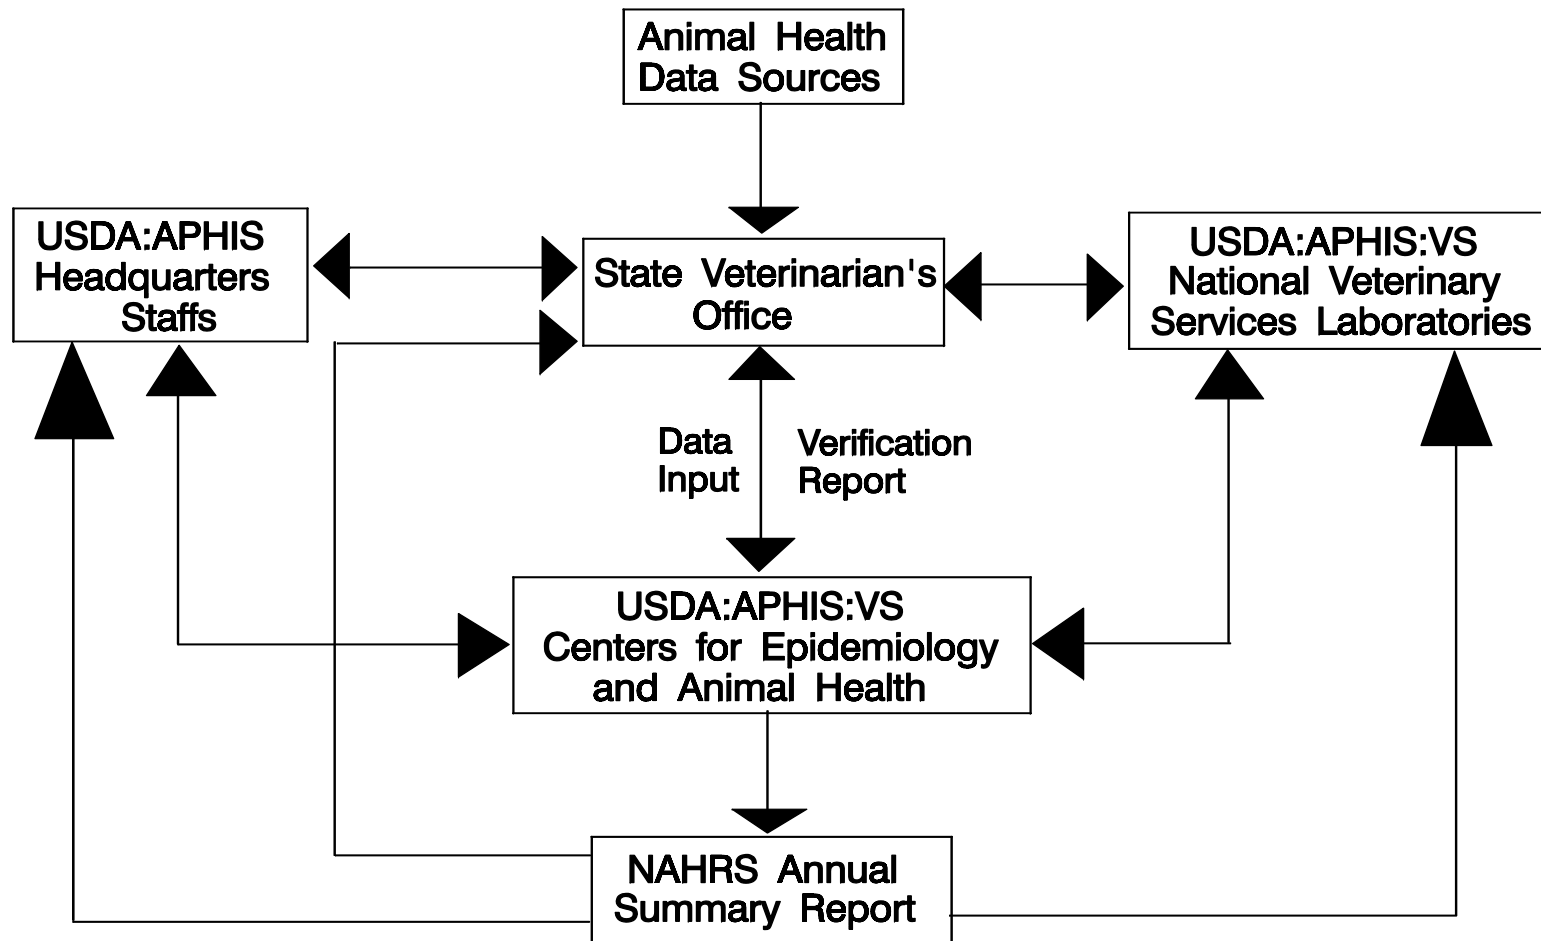 Animal Health
Data Sources
USDA:APHIS
Headquarters
Staffs
State Veterinarian's
Office
USDA:APHIS:VS
National Veterinary
Services Laboratories
Data
Input
Verification
Report
USDA:APHIS:VS
Centers for Epidemiology
and Animal Health
NAHRS Annual
Summary Report